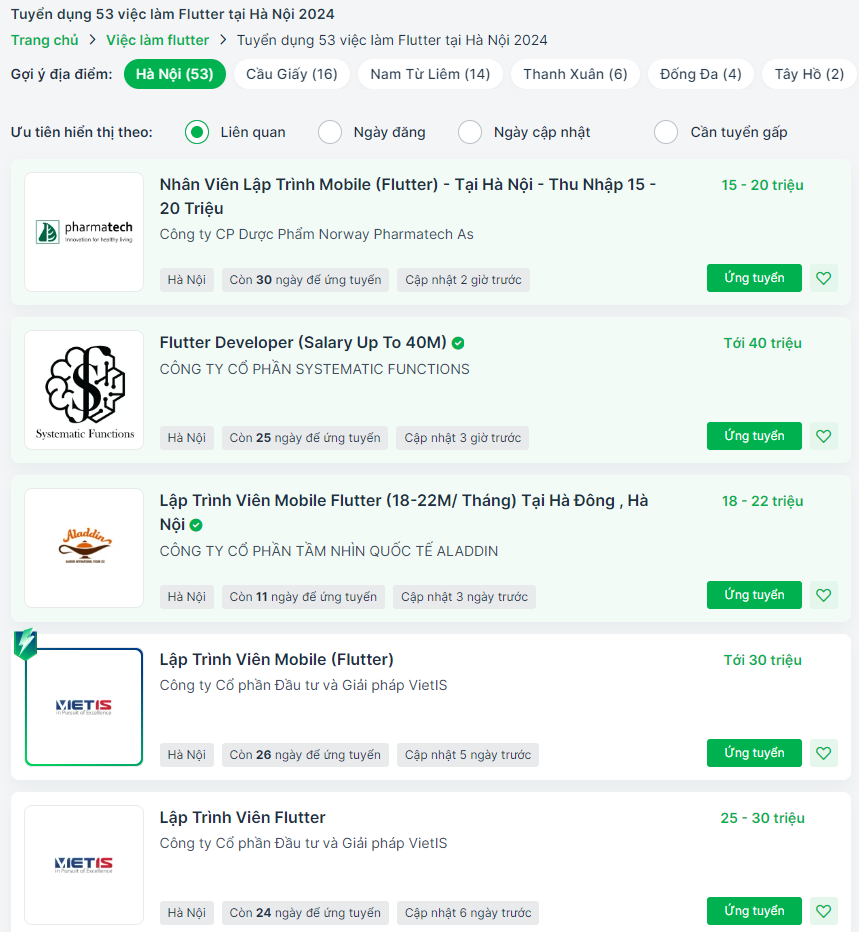 Tuyển dụng 53 việc làm Flutter tại Hà Nội 2024
Trang chủ > Việc làm flutter > Tuyển dụng 53 việc làm Flutter tại Hà Nội 2024
Gợi ý địa điểm: Hà Nội (53) Cầu Giấy (16) Nam Từ Liêm (14) Thanh Xuân (6) Đống Đa (4) Tây Hồ (2)
Ưu tiên hiển thị theo: Liên quan Ngày đăng Ngày cập nhật Cần tuyển gấp
Nhân Viên Lập Trình Mobile (Flutter) - Tại Hà Nội - Thu Nhập 15 - 15 - 20 triệu
20 Triệu
pharmatech
Innovation for healthy living
Công ty CP Dược Phẩm Norway Pharmatech As
Hà Nội Còn 30 ngày để ứng tuyển Cập nhật 2 giờ trước Ứng tuyển
Flutter Developer (Salary Up To 40M) Tới 40 triệu
CÔNG TY CỔ PHẦN SYSTEMATIC FUNCTIONS
Systematic Functions
Hà Nội Còn 25 ngày để ứng tuyển Cập nhật 3 giờ trước Ứng tuyển
Lập Trình Viên Mobile Flutter (18-22M/ Tháng) Tại Hà Đông , Hà 18 - 22 triệu
Nội
Aladdin
CÔNG TY CỔ PHẦN TẦM NHÌN QUỐC TẾ ALADDIN
Hà Nội Còn 11 ngày để ứng tuyển Cập nhật 3 ngày trước Ứng tuyển
Lập Trình Viên Mobile (Flutter) Tới 30 triệu
Công ty Cổ phần Đầu tư và Giải pháp VietIS
VIETIS
in Pursuit of Excellence
Hà Nội Còn 26 ngày để ứng tuyển Cập nhật 5 ngày trước Ứng tuyển
Lập Trình Viên Flutter 25 - 30 triệu
Công ty Cổ phần Đầu tư và Giải pháp VietIS
VIETIS
in Pursuit of Excellence
Hà Nội Còn 24 ngày để ứng tuyển Cập nhật 6 ngày trước Ứng tuyển